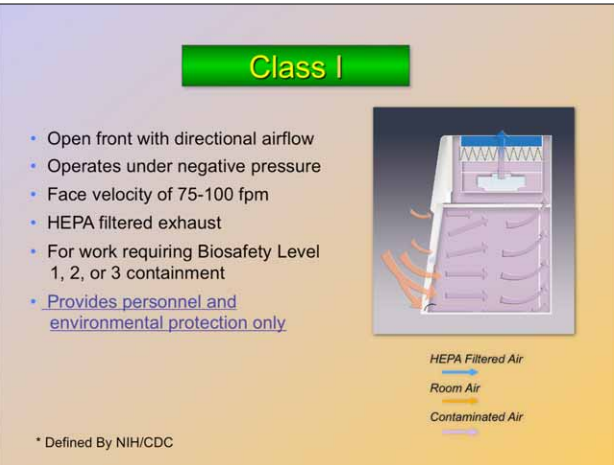 Class I
• Open front with directional airflow
• Operates under negative pressure
• Face velocity of 75-100 fpm
• HEPA filtered exhaust
• For work requiring Biosafety Level
1, 2, or 3 containment
• Provides personnel and
environmental protection only
HEPA Filtered Air
Room Air
Contaminated Air
* Defined By NIH/CDC